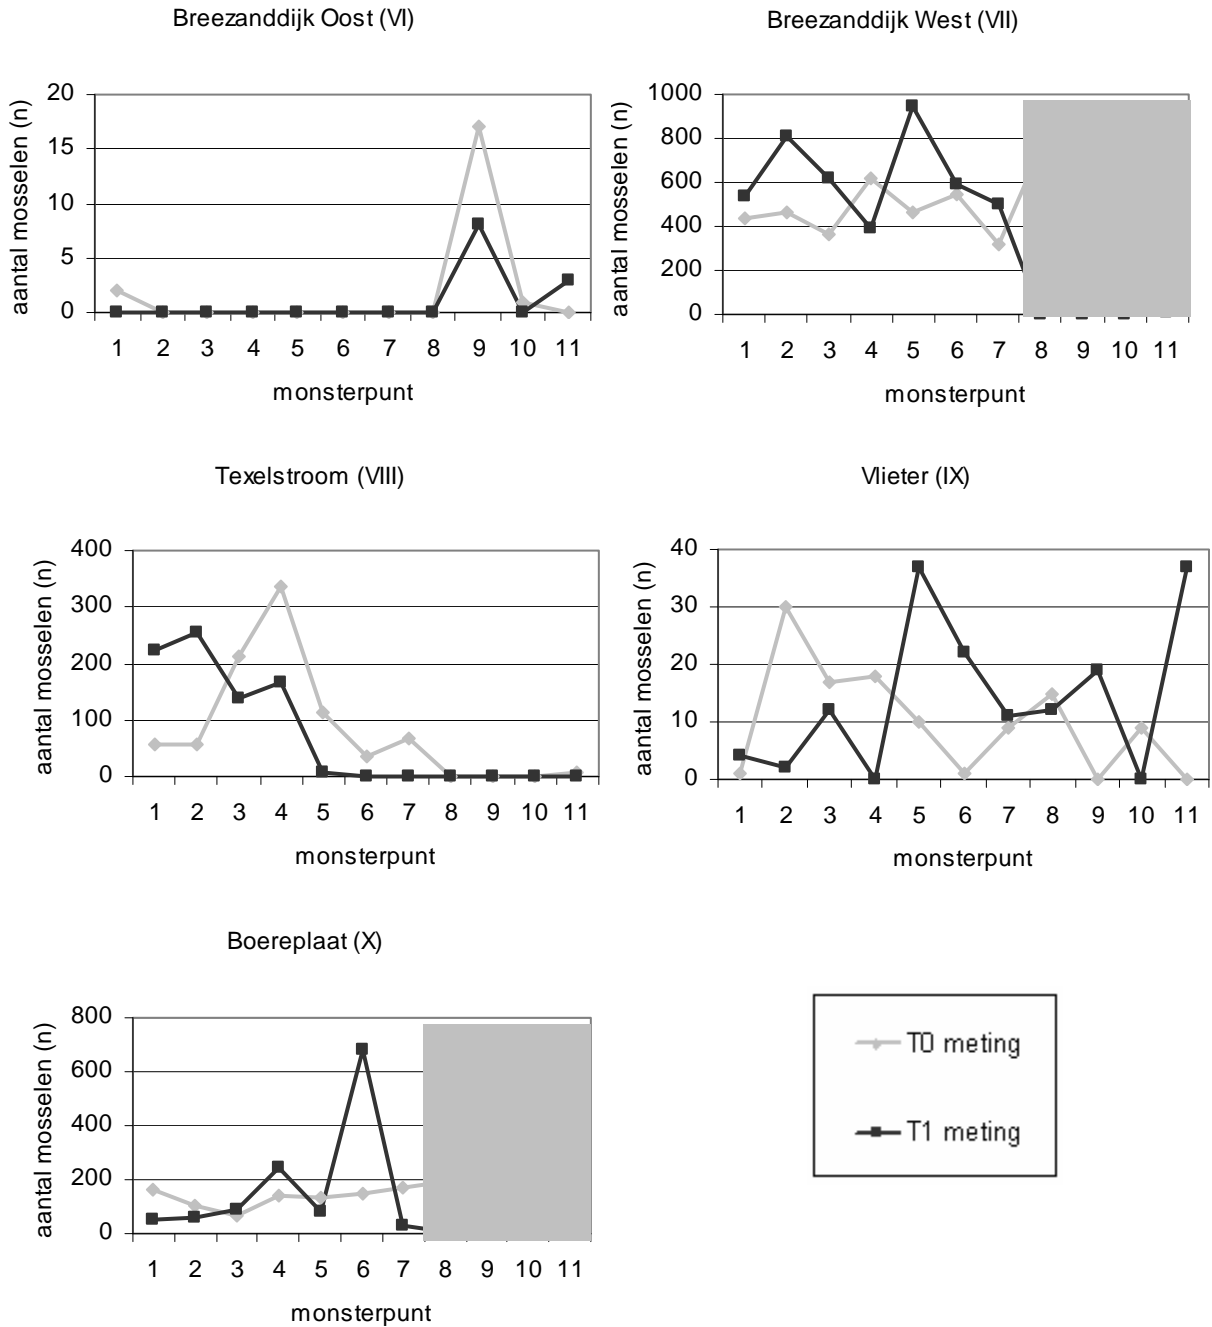 Breezanddijk Oost (VI)
aantal mosselen (n)
20
15
10
5
0
1 2 3 4 5 6 7 8 9 10 11
monsterpunt
Breezanddijk West (VII)
aantal mosselen (n)
1000
800
600
400
200
0
1 2 3 4 5 6 7 8 9 10 11
monsterpunt
Texelstroom (VIII)
aantal mosselen (n)
400
300
200
100
0
1 2 3 4 5 6 7 8 9 10 11
monsterpunt
Vlieter (IX)
aantal mosselen (n)
40
30
20
10
0
1 2 3 4 5 6 7 8 9 10 11
monsterpunt
Boereplaat (X)
aantal mosselen (n)
800
600
400
200
0
1 2 3 4 5 6 7 8 9 10 11
monsterpunt
T0 meting
T1 meting